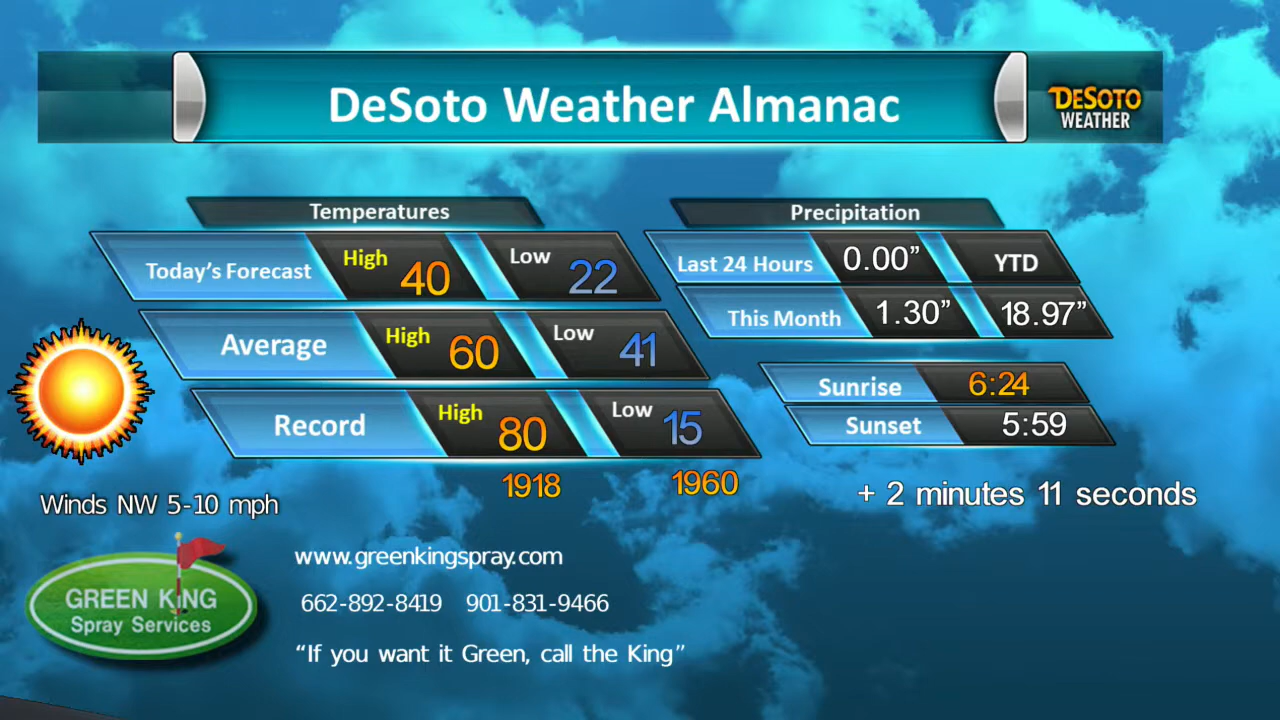 DeSoto Weather Almanac
DESOTO
WEATHER
Temperatures
Today's Forecast High 40 Low 22
Average High 60 Low 41
Record High 80 Low 15
1918 1960
Precipitation
Last 24 Hours 0.00” YTD
This Month 1.30” 18.97”
Sunrise 6:24
Sunset 5:59
+ 2 minutes 11 seconds
Winds NW 5-10 mph
GREEN KING
Spray Services
www.greenkingspray.com
662-892-8419 901-831-9466
“If you want it Green, call the King”